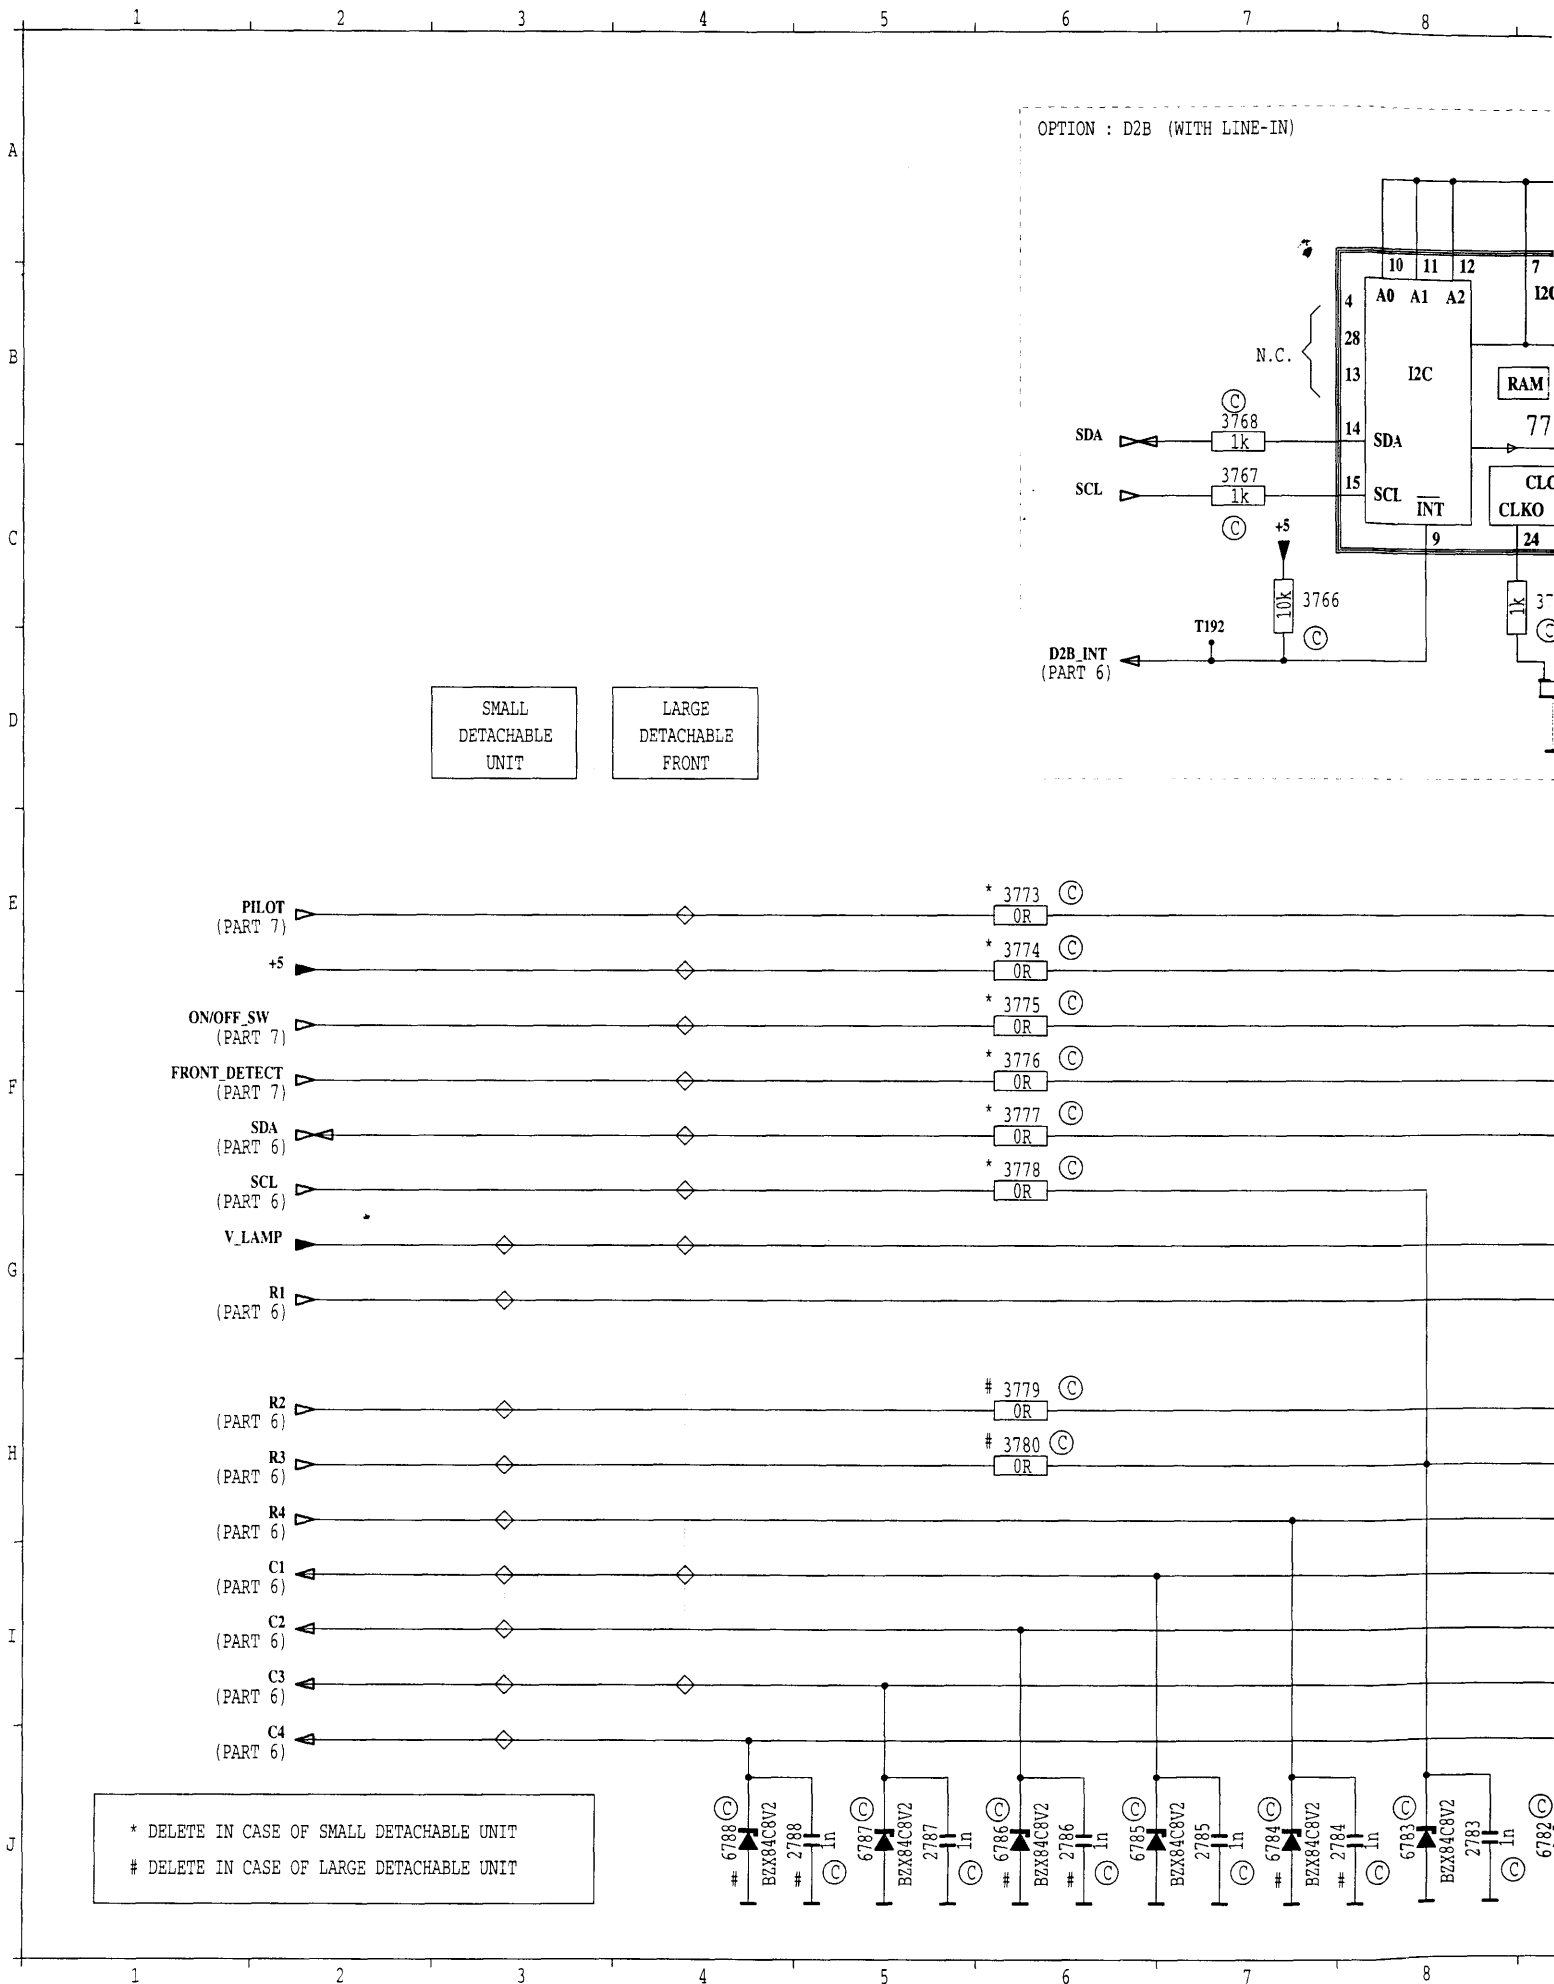 1 2 3 4 5 6 7 8
A
OPTION : D2B (WITH LINE-IN)
10 11 12 7
4 A0 A1 A2
B
28
N.C.
13 I2C RAM
Ⓒ
3768
SDA 1k 14 SDA
77
3767
SCL 1k 15 SCL
INT
CLKO
Ⓒ
+5
9 24
C
10k 3766
1k
Ⓒ
T192
D2B_INT
(PART 6)
D
SMALL
DETACHABLE
UNIT
LARGE
DETACHABLE
FRONT
E
PILOT
(PART 7)
* 3773 Ⓒ
0R
+5
* 3774 Ⓒ
0R
ON/OFF_SW
(PART 7)
* 3775 Ⓒ
0R
F
FRONT_DETECT
(PART 7)
* 3776 Ⓒ
0R
SDA
(PART 6)
* 3777 Ⓒ
0R
SCL
(PART 6)
* 3778 Ⓒ
0R
V_LAMP
G
R1
(PART 6)
R2
(PART 6)
# 3779 Ⓒ
0R
H
R3
(PART 6)
# 3780 Ⓒ
0R
R4
(PART 6)
C1
(PART 6)
I
C2
(PART 6)
C3
(PART 6)
C4
(PART 6)
J
* DELETE IN CASE OF SMALL DETACHABLE UNIT
# DELETE IN CASE OF LARGE DETACHABLE UNIT
# 6788 Ⓒ
BZX84C8V2
# 2788
1n Ⓒ
6787 Ⓒ
BZX84C8V2
2787
1n Ⓒ
# 6786 Ⓒ
BZX84C8V2
# 2786
1n Ⓒ
6785 Ⓒ
BZX84C8V2
2785
1n Ⓒ
# 6784 Ⓒ
BZX84C8V2
# 2784
1n Ⓒ
6783 Ⓒ
BZX84C8V2
2783
1n Ⓒ
6782 Ⓒ
1 2 3 4 5 6 7 8